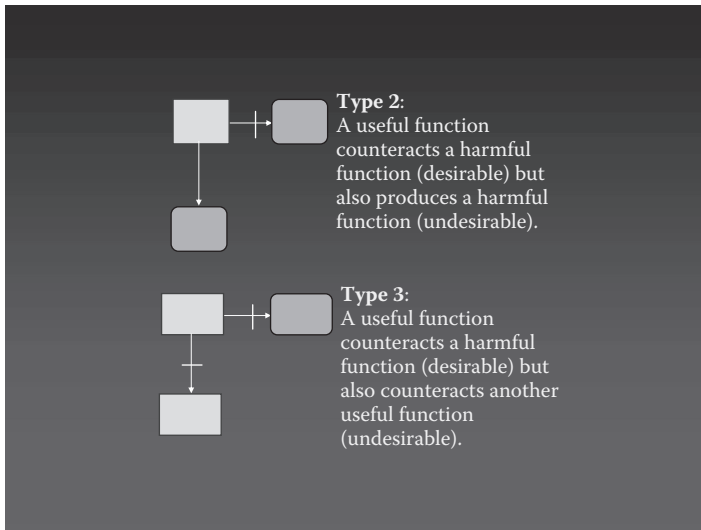 Type 2:
A useful function
counteracts a harmful
function (desirable) but
also produces a harmful
function (undesirable).
Type 3:
A useful function
counteracts a harmful
function (desirable) but
also counteracts another
useful function
(undesirable).